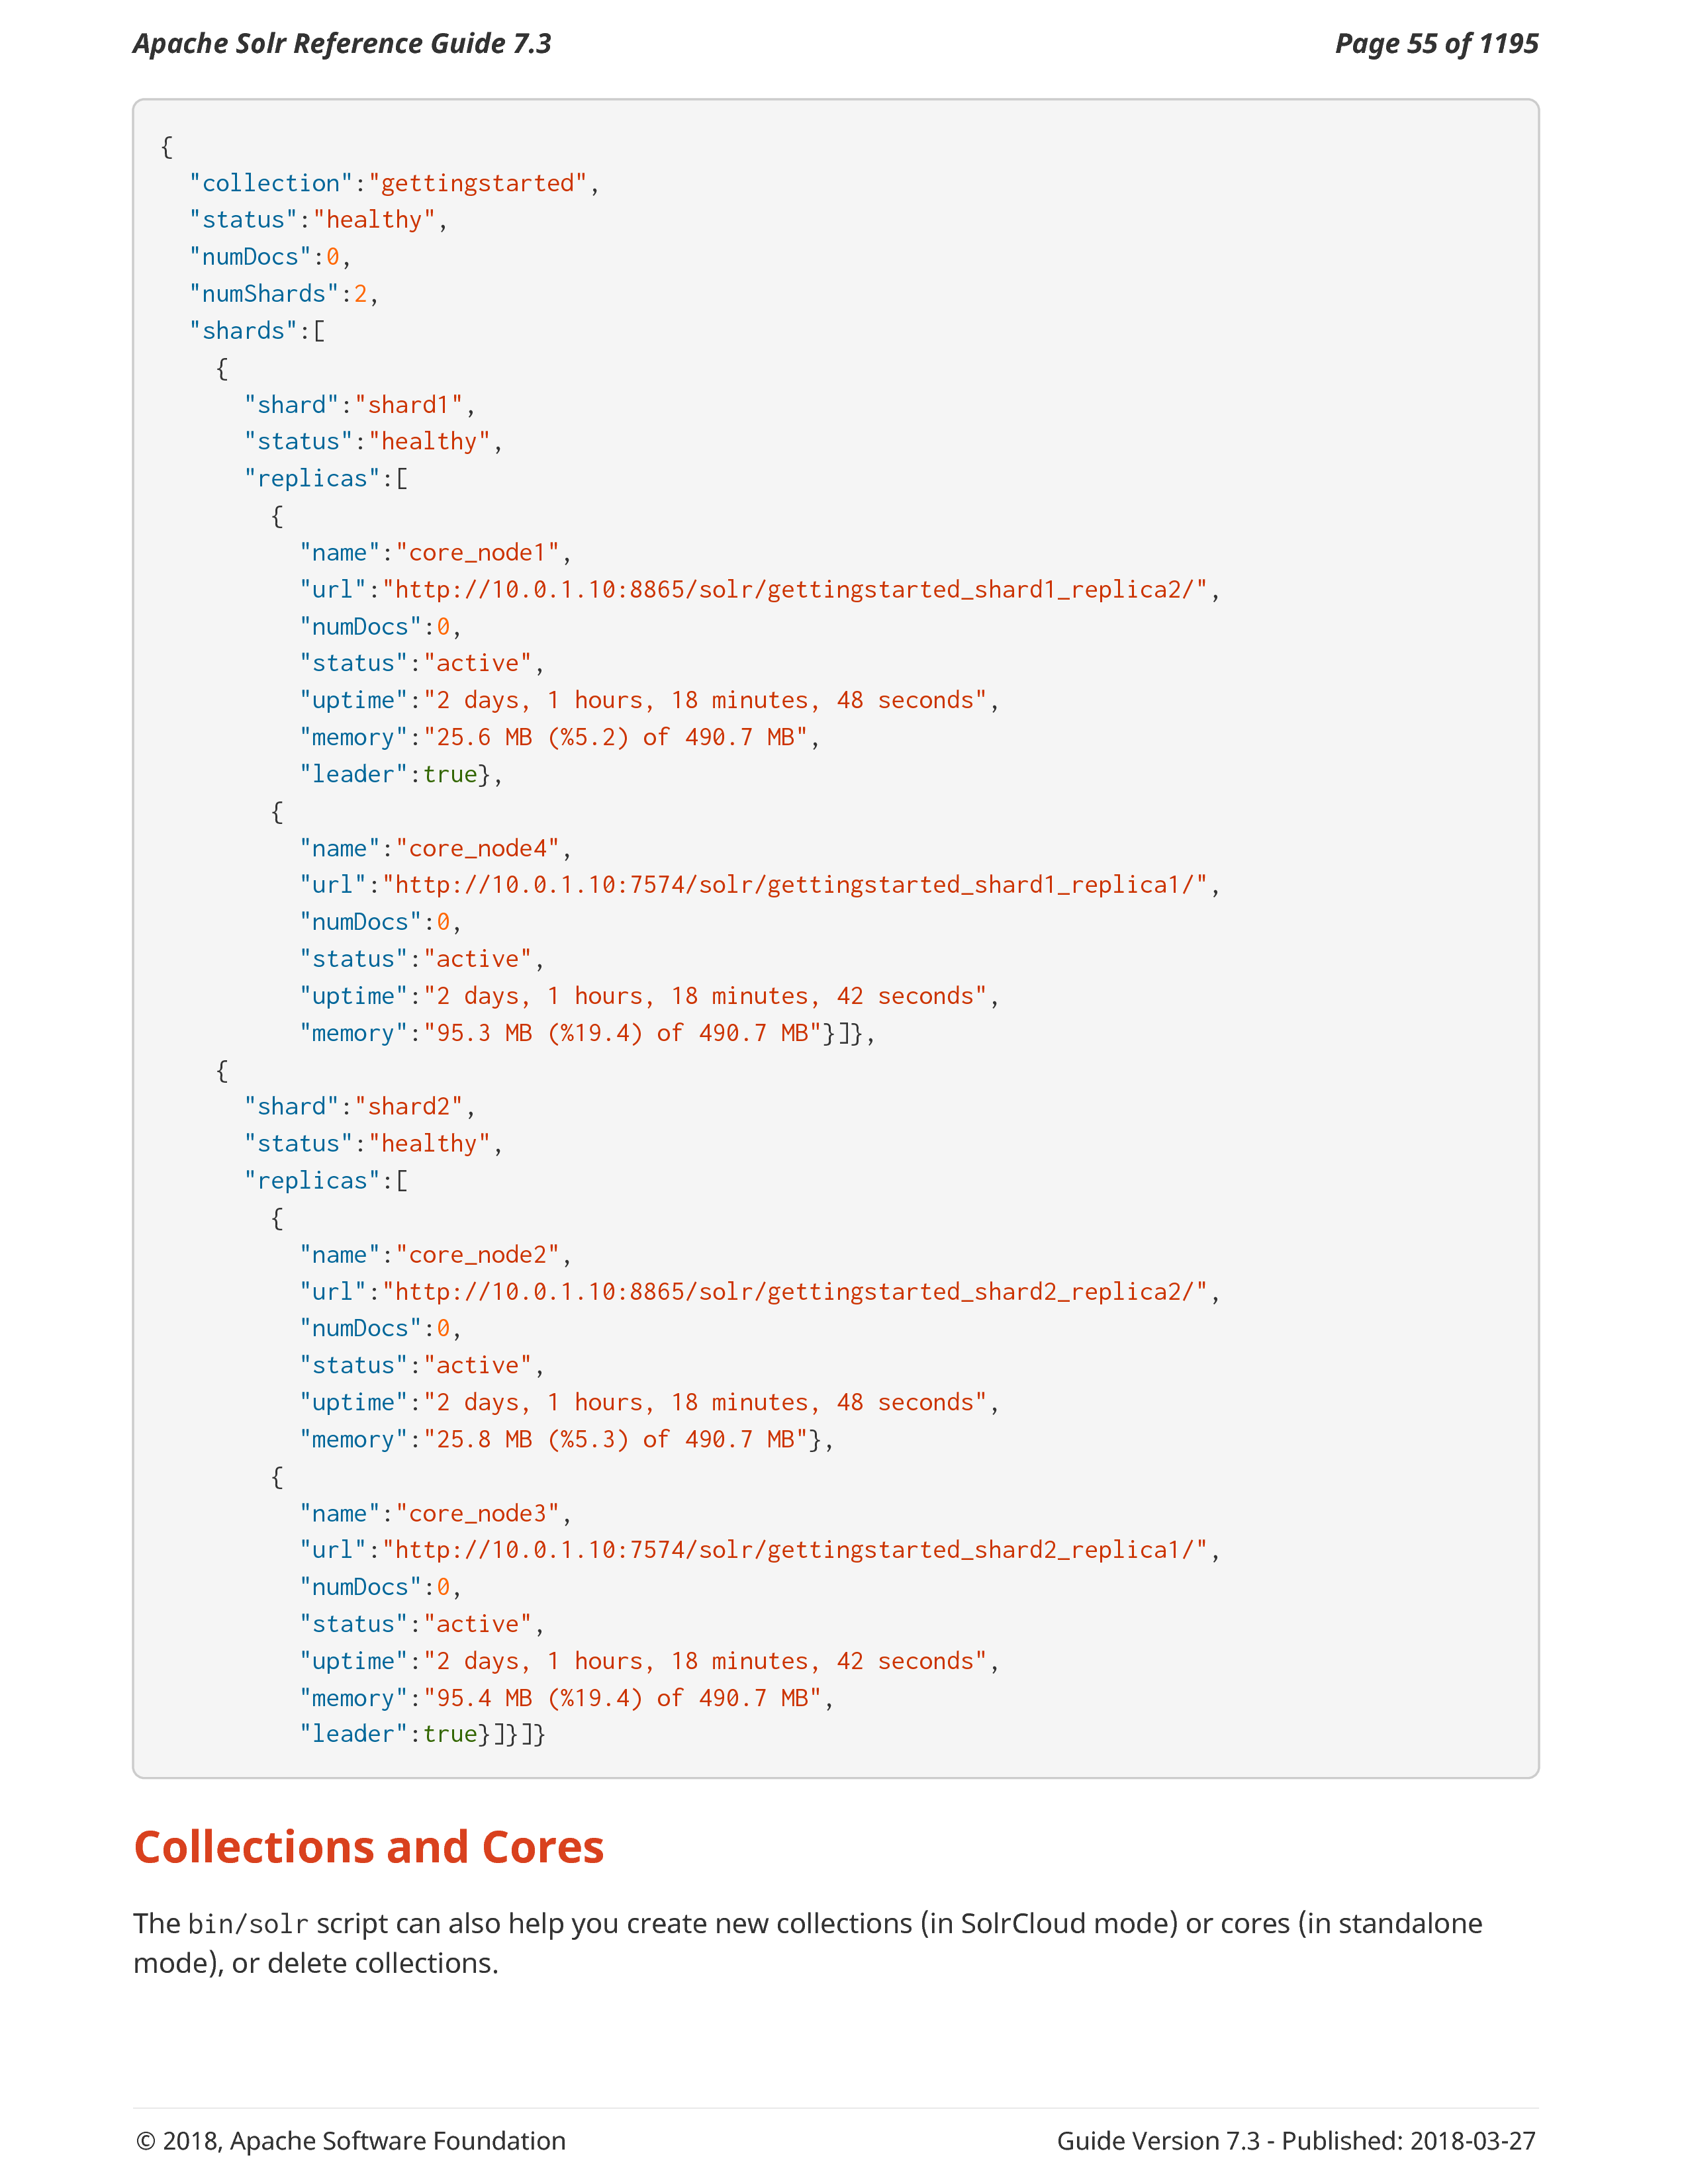 Apache Solr Reference Guide 7.3
Page 55 of 1195
{
  "collection":"gettingstarted",
  "status":"healthy",
  "numDocs":0,
  "numShards":2,
  "shards":[
    {
      "shard":"shard1",
      "status":"healthy",
      "replicas":[
        {
          "name":"core_node1",
          "url":"http://10.0.1.10:8865/solr/gettingstarted_shard1_replica2/",
          "numDocs":0,
          "status":"active",
          "uptime":"2 days, 1 hours, 18 minutes, 48 seconds",
          "memory":"25.6 MB (%5.2) of 490.7 MB",
          "leader":true},
        {
          "name":"core_node4",
          "url":"http://10.0.1.10:7574/solr/gettingstarted_shard1_replica1/",
          "numDocs":0,
          "status":"active",
          "uptime":"2 days, 1 hours, 18 minutes, 42 seconds",
          "memory":"95.3 MB (%19.4) of 490.7 MB"}]},
    {
      "shard":"shard2",
      "status":"healthy",
      "replicas":[
        {
          "name":"core_node2",
          "url":"http://10.0.1.10:8865/solr/gettingstarted_shard2_replica2/",
          "numDocs":0,
          "status":"active",
          "uptime":"2 days, 1 hours, 18 minutes, 48 seconds",
          "memory":"25.8 MB (%5.3) of 490.7 MB"},
        {
          "name":"core_node3",
          "url":"http://10.0.1.10:7574/solr/gettingstarted_shard2_replica1/",
          "numDocs":0,
          "status":"active",
          "uptime":"2 days, 1 hours, 18 minutes, 42 seconds",
          "memory":"95.4 MB (%19.4) of 490.7 MB",
          "leader":true}]}]}
Collections and Cores
The bin/solr script can also help you create new collections (in SolrCloud mode) or cores (in standalone
mode), or delete collections.
© 2018, Apache Software Foundation
Guide Version 7.3 - Published: 2018-03-27